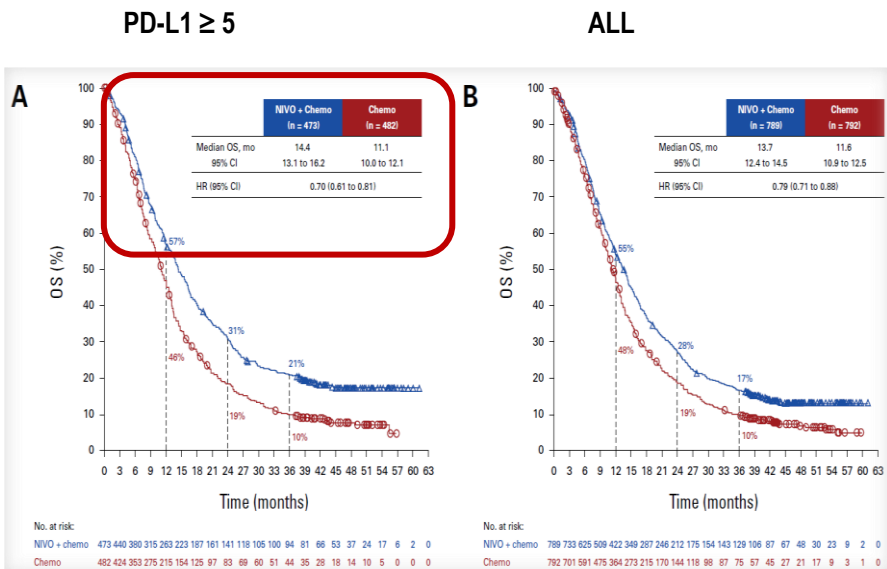 PD-L1 ≥ 5
ALL
A
NIVO + Chemo
(n = 473)
Chemo
(n = 482)
Median OS, mo 14.4 11.1
95% CI 13.1 to 16.2 10.0 to 12.1
HR (95% CI) 0.70 (0.61 to 0.81)
100
90
80
70
60
50
40
30
20
10
0
OS (%)
57%
46%
31%
19%
21%
10%
0 3 6 9 12 15 18 21 24 27 30 33 36 39 42 45 48 51 54 57 60 63
Time (months)
No. at risk:
NIVO + chemo 473 440 380 315 263 223 187 161 141 118 105 100 94 81 66 53 37 24 17 6 2 0
Chemo 482 424 353 275 215 154 125 97 83 69 60 51 44 35 28 18 14 10 5 0 0 0
B
NIVO + Chemo
(n = 789)
Chemo
(n = 792)
Median OS, mo 13.7 11.6
95% CI 12.4 to 14.5 10.9 to 12.5
HR (95% CI) 0.79 (0.71 to 0.88)
100
90
80
70
60
50
40
30
20
10
0
OS (%)
55%
48%
28%
19%
17%
10%
0 3 6 9 12 15 18 21 24 27 30 33 36 39 42 45 48 51 54 57 60 63
Time (months)
No. at risk:
NIVO + chemo 789 733 625 509 422 349 287 246 212 175 154 143 129 106 87 67 48 30 23 9 2 0
Chemo 792 701 591 475 364 273 215 170 144 118 98 87 75 57 45 27 21 17 9 3 1 0